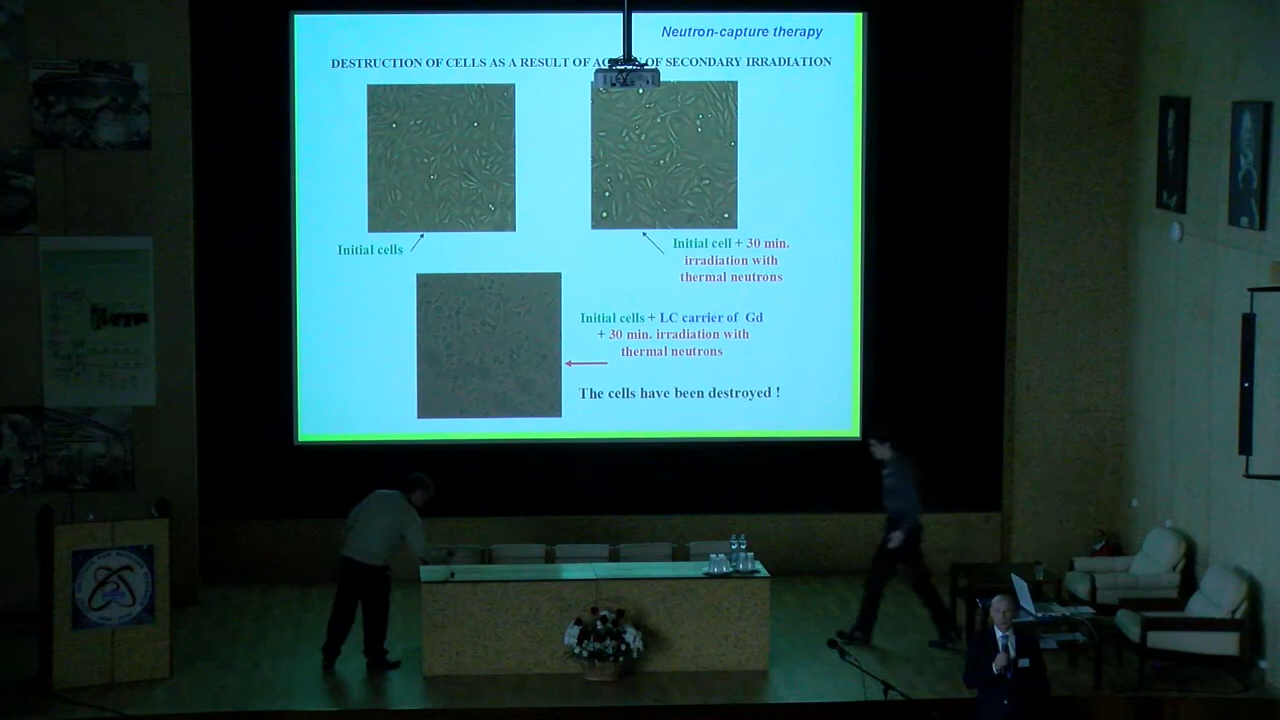 Neutron-capture therapy
DESTRUCTION OF CELLS AS A RESULT OF OF SECONDARY IRRADIATION
Initial cells
Initial cell + 30 min.
irradiation with
thermal neutrons
Initial cells + LC carrier of Gd
+ 30 min. irradiation with
thermal neutrons
The cells have been destroyed !